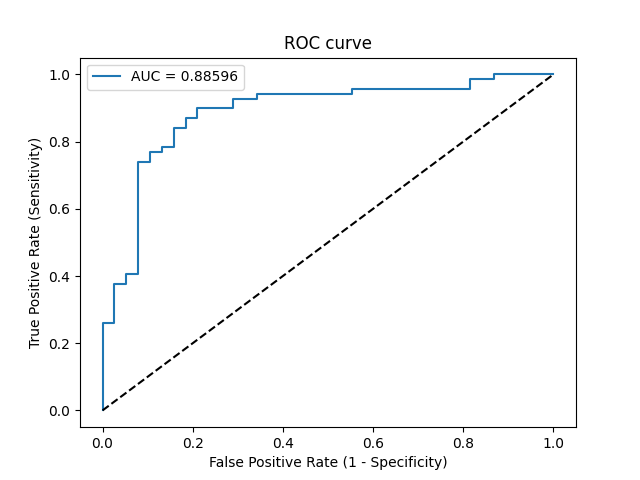 ROC curve
AUC = 0.88596
True Positive Rate (Sensitivity)
1.0
0.8
0.6
0.4
0.2
0.0
0.0 0.2 0.4 0.6 0.8 1.0
False Positive Rate (1 - Specificity)